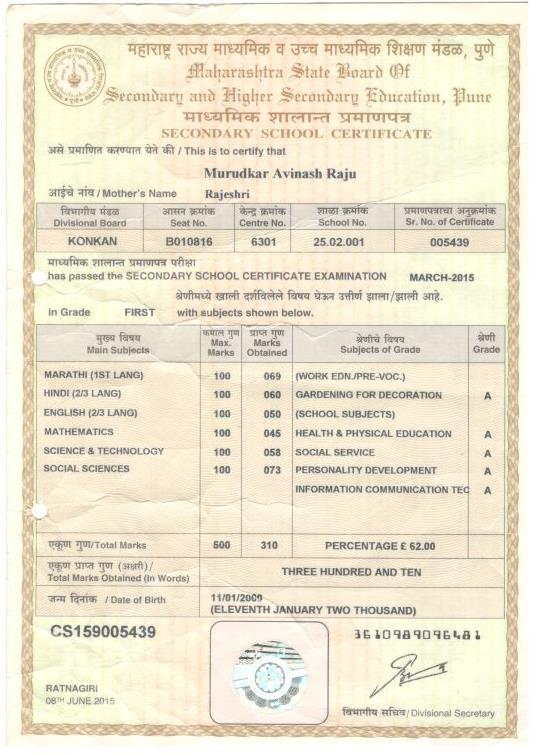 महाराष्ट्र राज्य माध्यमिक व उच्च माध्यमिक शिक्षण मंडळ, पुणे
Maharashtra State Board Of
Secondary and Higher Secondary Education, Pune
माध्यमिक शालान्त प्रमाणपत्र
SECONDARY SCHOOL CERTIFICATE
असे प्रमाणित करण्यात येते की / This is to certify that
Murudkar Avinash Raju
आईचे नांव / Mother's Name Rajeshri
विभागीय मंडळ आसन क्रमांक केन्द्र क्रमांक शाळा क्रमांक प्रमाणपत्राचा अनुक्रमांक
Divisional Board Seat No. Centre No. School No. Sr. No. of Certificate
KONKAN B010816 6301 25.02.001 005439
माध्यमिक शालान्त प्रमाणपत्र परीक्षा
has passed the SECONDARY SCHOOL CERTIFICATE EXAMINATION MARCH-2015
श्रेणीमध्ये खाली दर्शविलेले विषय घेऊन उत्तीर्ण झाला/झाली आहे.
in Grade FIRST with subjects shown below.
मुख्य विषय कमाल गुण प्राप्त गुण श्रेणीचे विषय श्रेणी
Main Subjects Max. Marks Marks Obtained Subjects of Grade Grade
MARATHI (1ST LANG) 100 069 (WORK EDN./PRE-VOC.)
HINDI (2/3 LANG) 100 060 GARDENING FOR DECORATION A
ENGLISH (2/3 LANG) 100 050 (SCHOOL SUBJECTS)
MATHEMATICS 100 045 HEALTH & PHYSICAL EDUCATION A
SCIENCE & TECHNOLOGY 100 058 SOCIAL SERVICE A
SOCIAL SCIENCES 100 073 PERSONALITY DEVELOPMENT A
INFORMATION COMMUNICATION TEC A
एकूण गुण/Total Marks 500 310 PERCENTAGE £ 62.00
एकूण प्राप्त गुण (अक्षरी)/
Total Marks Obtained (In Words) THREE HUNDRED AND TEN
जन्म दिनांक / Date of Birth 11/01/2000
(ELEVENTH JANUARY TWO THOUSAND)
CS159005439
3610989096481
RATNAGIRI
08TH JUNE 2015
विभागीय सचिव/Divisional Secretary